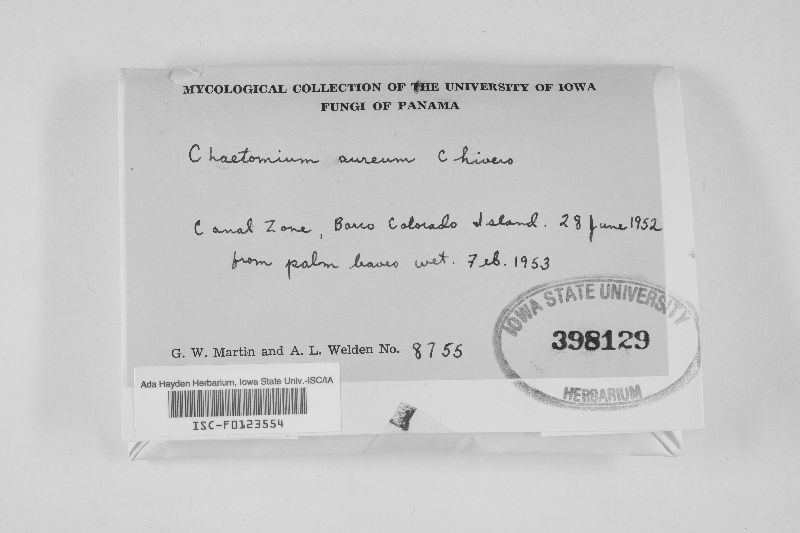 MYCOLOGICAL COLLECTION OF THE UNIVERSITY OF IOWA
FUNGI OF PANAMA
Chaetomium aureum Chivers
Canal Zone, Barro Colorado Island. 28 June 1952
from palm leaves wet. Feb. 1953
G. W. Martin and A. L. Welden No. 8755
IOWA STATE UNIVERSITY
398129
HERBARIUM
Ada Hayden Herbarium, Iowa State Univ.-ISC/IA
ISC-F0123554